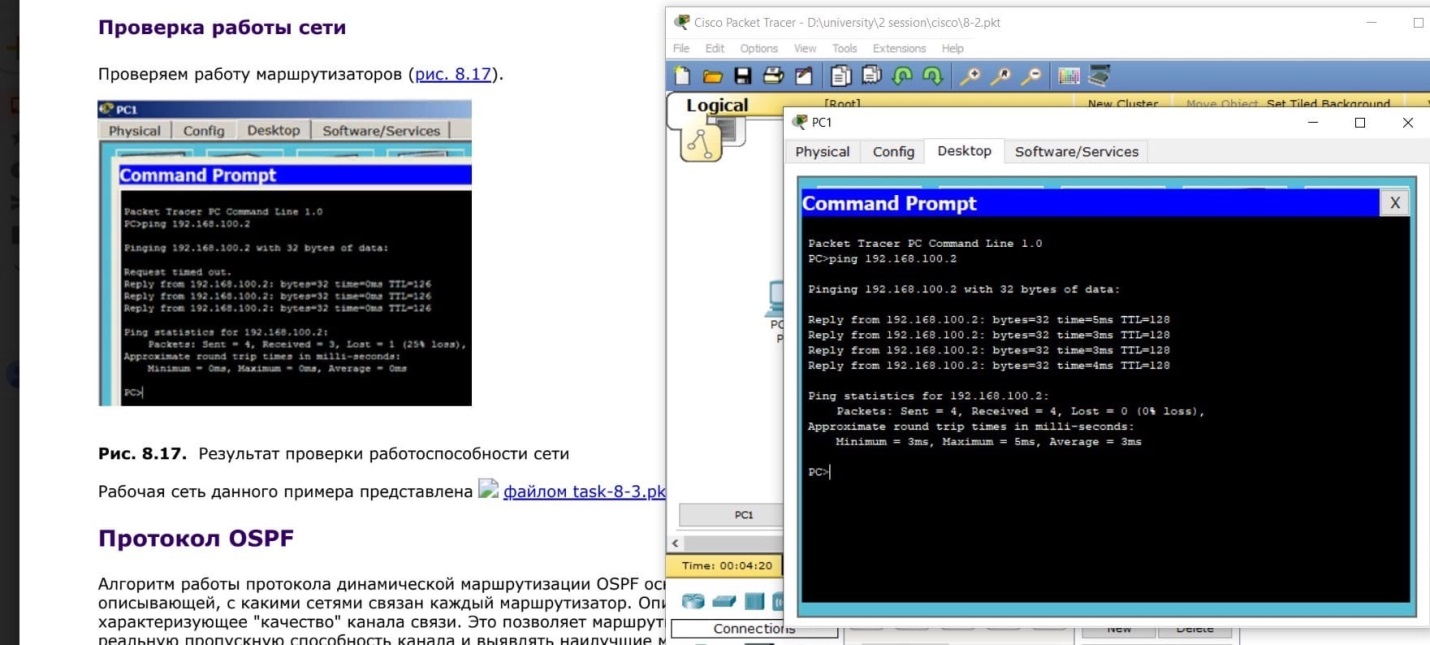 Проверка работы сети
Проверяем работу маршрутизаторов (рис. 8.17).
PC1
Physical Config Desktop Software/Services
Command Prompt
Packet Tracer PC Command Line 1.0
PC>ping 192.168.100.2
Pinging 192.168.100.2 with 32 bytes of data:
Request timed out.
Reply from 192.168.100.2: bytes=32 time=0ms TTL=126
Reply from 192.168.100.2: bytes=32 time=0ms TTL=126
Reply from 192.168.100.2: bytes=32 time=0ms TTL=126
Ping statistics for 192.168.100.2:
Packets: Sent = 4, Received = 3, Lost = 1 (25% loss),
Approximate round trip times in milli-seconds:
Minimum = 0ms, Maximum = 0ms, Average = 0ms
PC>
Рис. 8.17. Результат проверки работоспособности сети
Рабочая сеть данного примера представлена файлом task-8-3.pk
Протокол OSPF
Алгоритм работы протокола динамической маршрутизации OSPF ос
описывающей, с какими сетями связан каждый маршрутизатор. Оп
характеризующее "качество" канала связи. Это позволяет маршрут
реальную пропускную способность канала и выявлять наилучшие м
Cisco Packet Tracer - D:\university\2 session\cisco\8-2.pkt
File Edit Options View Tools Extensions Help
Logical [Root] New Cluster Move Object Set Tiled Background
PC1
Physical Config Desktop Software/Services
Command Prompt X
Packet Tracer PC Command Line 1.0
PC>ping 192.168.100.2
Pinging 192.168.100.2 with 32 bytes of data:
Reply from 192.168.100.2: bytes=32 time=5ms TTL=128
Reply from 192.168.100.2: bytes=32 time=3ms TTL=128
Reply from 192.168.100.2: bytes=32 time=3ms TTL=128
Reply from 192.168.100.2: bytes=32 time=4ms TTL=128
Ping statistics for 192.168.100.2:
Packets: Sent = 4, Received = 4, Lost = 0 (0% loss),
Approximate round trip times in milli-seconds:
Minimum = 3ms, Maximum = 5ms, Average = 3ms
PC>
PC
P
PC1
Time: 00:04:20
Connections
New Delete